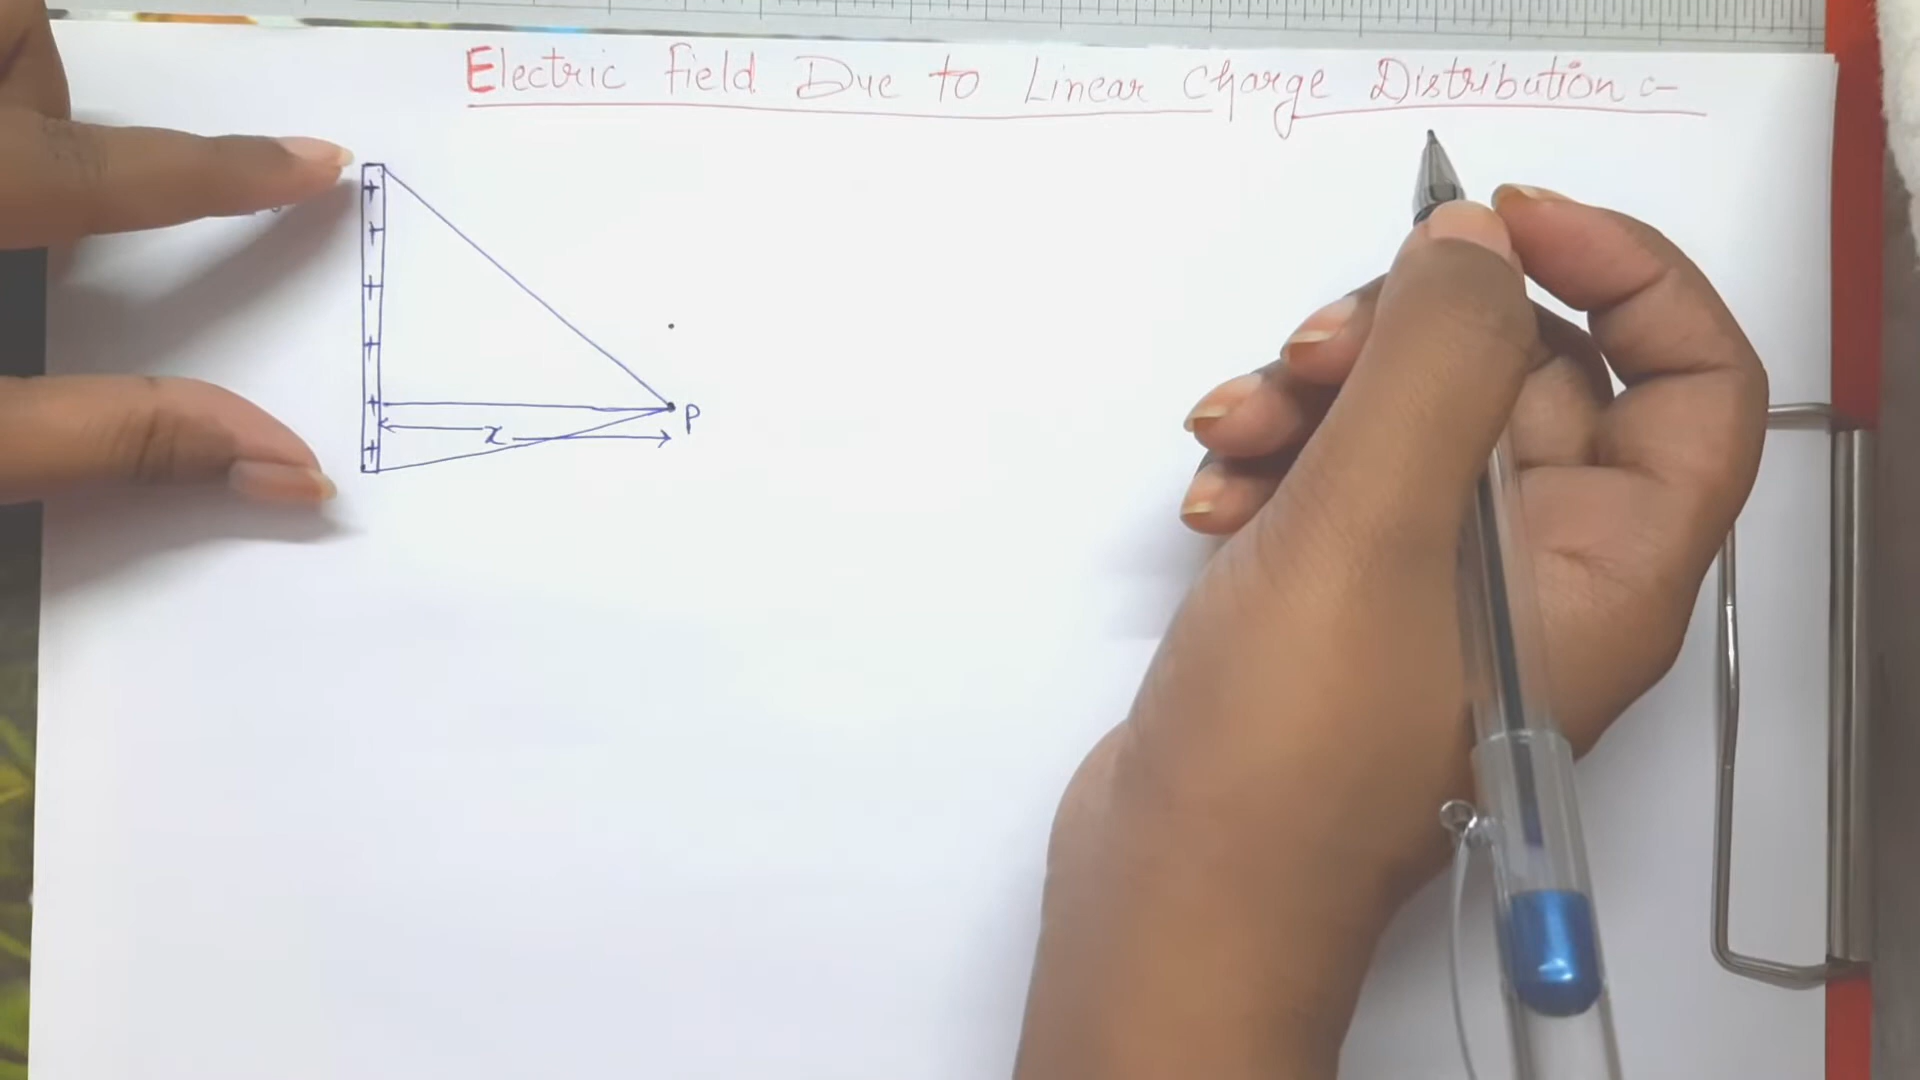 Electric field Due to Linear Charge Distribution :-
+
+
+
+
+
x
P
+